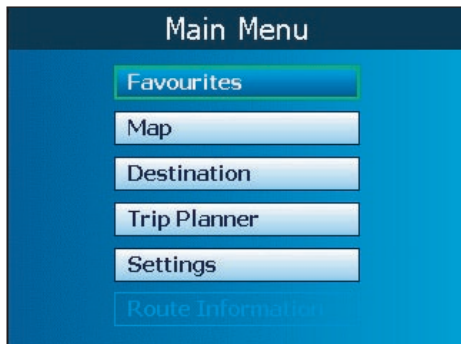 Main Menu
Favourites
Map
Destination
Trip Planner
Settings
Route Information